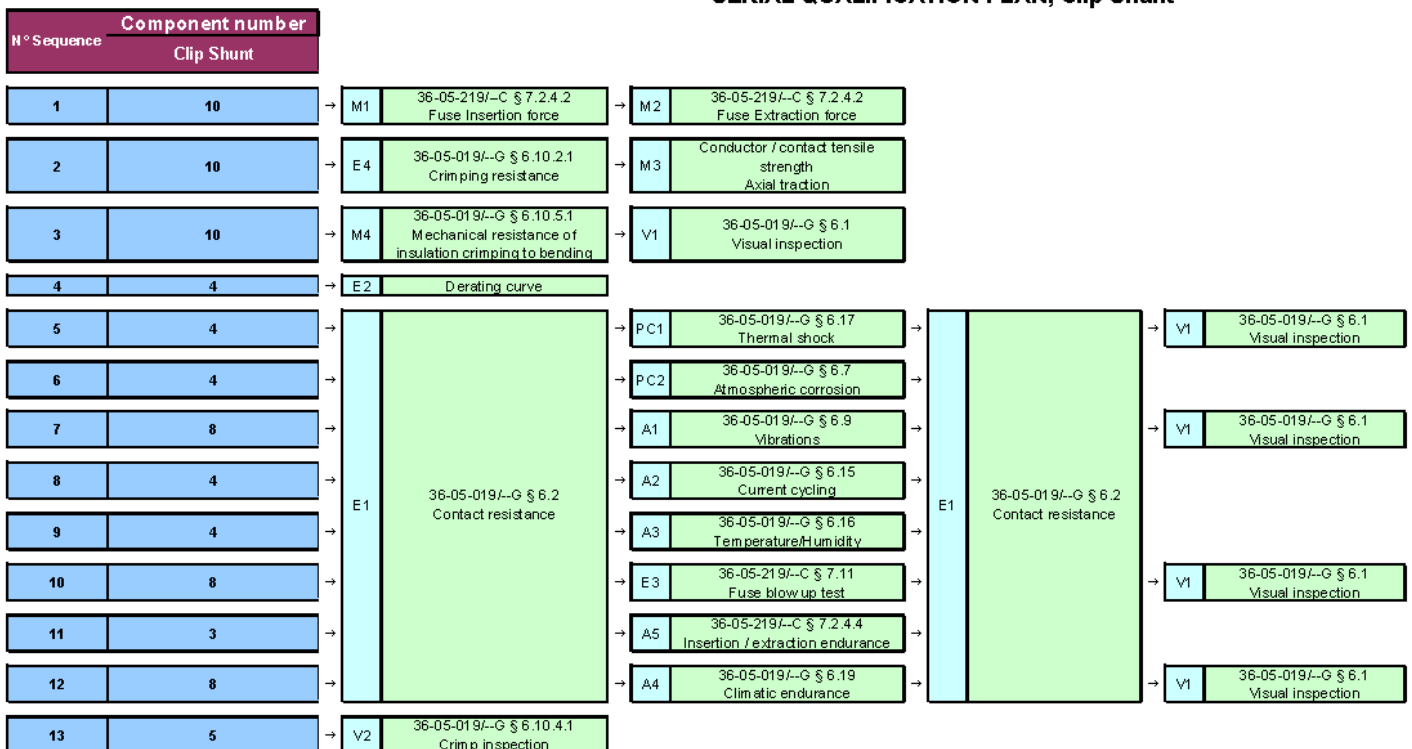 SERIAL QUALIFICATION PLAN, Clip Shunt
N° Sequence
Component number
Clip Shunt
1 10 → M1 36-05-219/--C § 7.2.4.2 → M2 36-05-219/--C § 7.2.4.2
Fuse Insertion force Fuse Extraction force
2 10 → E4 36-05-019/--G § 6.10.2.1 → M3 Conductor / contact tensile
Crimping resistance strength
Axial traction
3 10 → M4 36-05-019/--G § 6.10.5.1 → V1 36-05-019/--G § 6.1
Mechanical resistance of Visual inspection
insulation crimping to bending
4 4 → E2 Derating curve
5 4 → → PC1 36-05-019/--G § 6.17 → → V1 36-05-019/--G § 6.1
Thermal shock Visual inspection
6 4 → → PC2 36-05-019/--G § 6.7 →
Atmospheric corrosion
7 8 → → A1 36-05-019/--G § 6.9 → → V1 36-05-019/--G § 6.1
Vibrations Visual inspection
8 4 → → A2 36-05-019/--G § 6.15 →
Current cycling
E1 36-05-019/--G § 6.2 E1 36-05-019/--G § 6.2
Contact resistance Contact resistance
9 4 → → A3 36-05-019/--G § 6.16 →
Temperature/Humidity
10 8 → → E3 36-05-219/--C § 7.11 → → V1 36-05-019/--G § 6.1
Fuse blow up test Visual inspection
11 3 → → A5 36-05-219/--C § 7.2.4.4 →
Insertion / extraction endurance
12 8 → → A4 36-05-019/--G § 6.19 → → V1 36-05-019/--G § 6.1
Climatic endurance Visual inspection
13 5 → V2 36-05-019/--G § 6.10.4.1
Crimp inspection